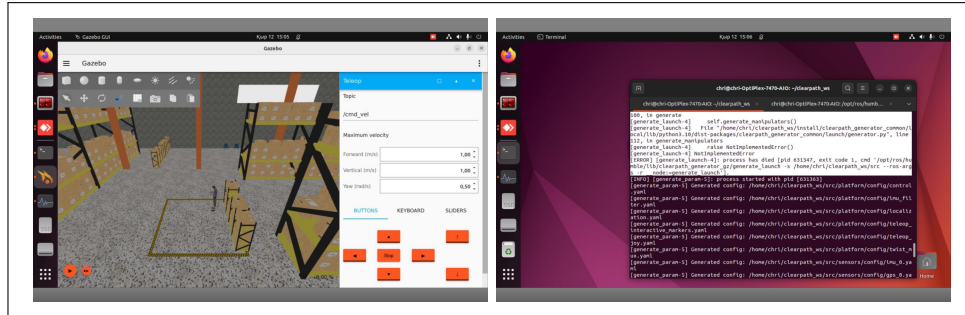 Activities
Gazebo GUI
Κυρ 12 15:05
Gazebo
Gazebo
Teleop
Topic
/cmd_vel
Maximum velocity
Forward (m/s)
1,00
Vertical (m/s)
1,00
Yaw (rad/s)
0,50
BUTTONS
KEYBOARD
SLIDERS
Stop
Activities
Terminal
Κυρ 12 15:06
chri@chri-OptiPlex-7470-AIO: ~/clearpath_ws
chri@chri-OptiPlex-7470-AIO: ~/clearpath_ws
chri@chri-OptiPlex-7470-AIO: /opt/ros/humb...
100, in generate
[generate_launch-4]     self.generate_manipulators()
[generate_launch-4]   File "/home/chri/clearpath_ws/install/clearpath_generator_common/l
ocal/lib/python3.10/dist-packages/clearpath_generator_common/launch/generator.py", line
112, in generate_manipulators
[generate_launch-4]     raise NotImplementedError()
[generate_launch-4] NotImplementedError
[ERROR] [generate_launch-4]: process has died [pid 631347, exit code 1, cmd '/opt/ros/hu
mble/lib/clearpath_generator_gz/generate_launch -s /home/chri/clearpath_ws/src --ros-arg
s -r __node:=generate_launch'].
[INFO] [generate_param-5]: process started with pid [631363]
[generate_param-5] Generated config: /home/chri/clearpath_ws/src/platform/config/control
.yaml
[generate_param-5] Generated config: /home/chri/clearpath_ws/src/platform/config/imu_fil
ter.yaml
[generate_param-5] Generated config: /home/chri/clearpath_ws/src/platform/config/localiz
ation.yaml
[generate_param-5] Generated config: /home/chri/clearpath_ws/src/platform/config/teleop_
interactive_markers.yaml
[generate_param-5] Generated config: /home/chri/clearpath_ws/src/platform/config/teleop_
joy.yaml
[generate_param-5] Generated config: /home/chri/clearpath_ws/src/platform/config/twist_m
ux.yaml
[generate_param-5] Generated config: /home/chri/clearpath_ws/src/sensors/config/imu_0.ya
ml
[generate_param-5] Generated config: /home/chri/clearpath_ws/src/sensors/config/gps_0.ya
Home